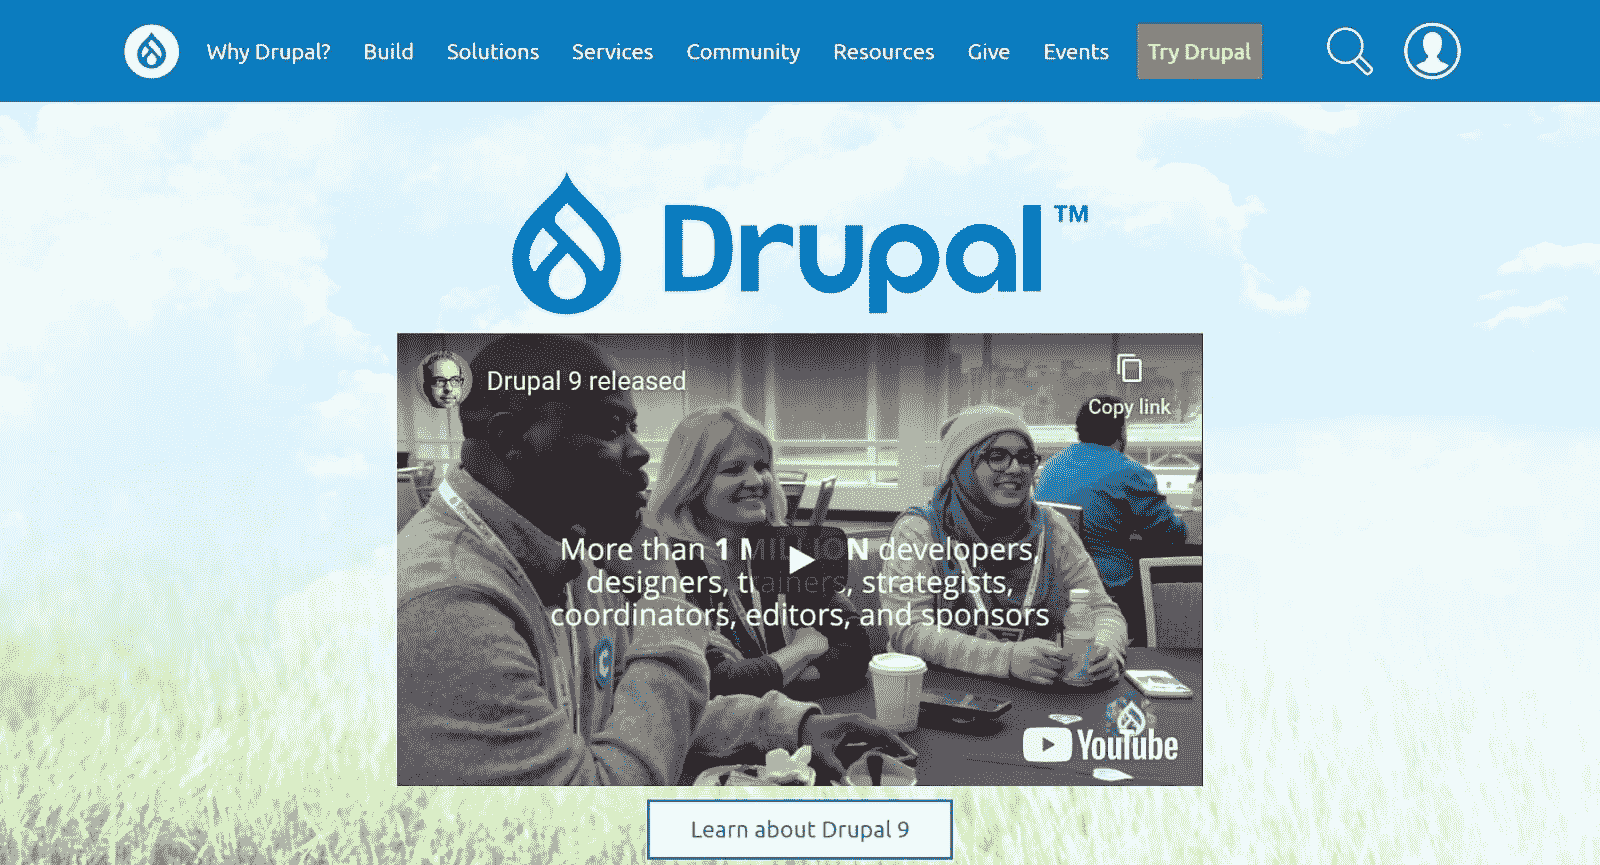 Why Drupal? Build Solutions Services Community Resources Give Events Try Drupal
Drupal™
Drupal 9 released
Copy link
More than 1 MILLION developers,
designers, trainers, strategists,
coordinators, editors, and sponsors
YouTube
Learn about Drupal 9